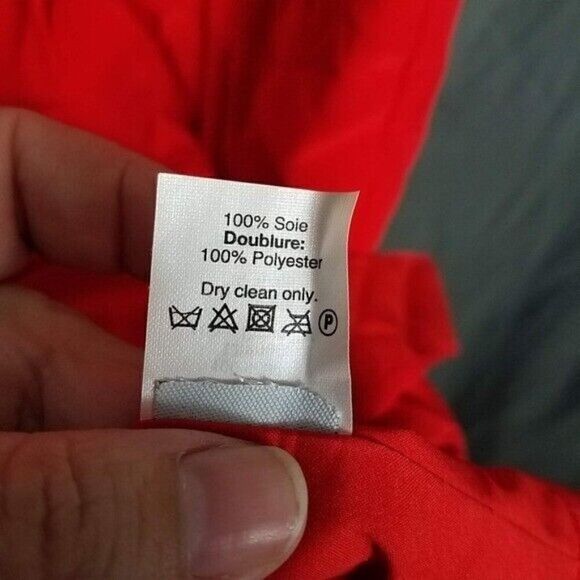 100% Soie
Doublure:
100% Polyester
Dry clean only.
P